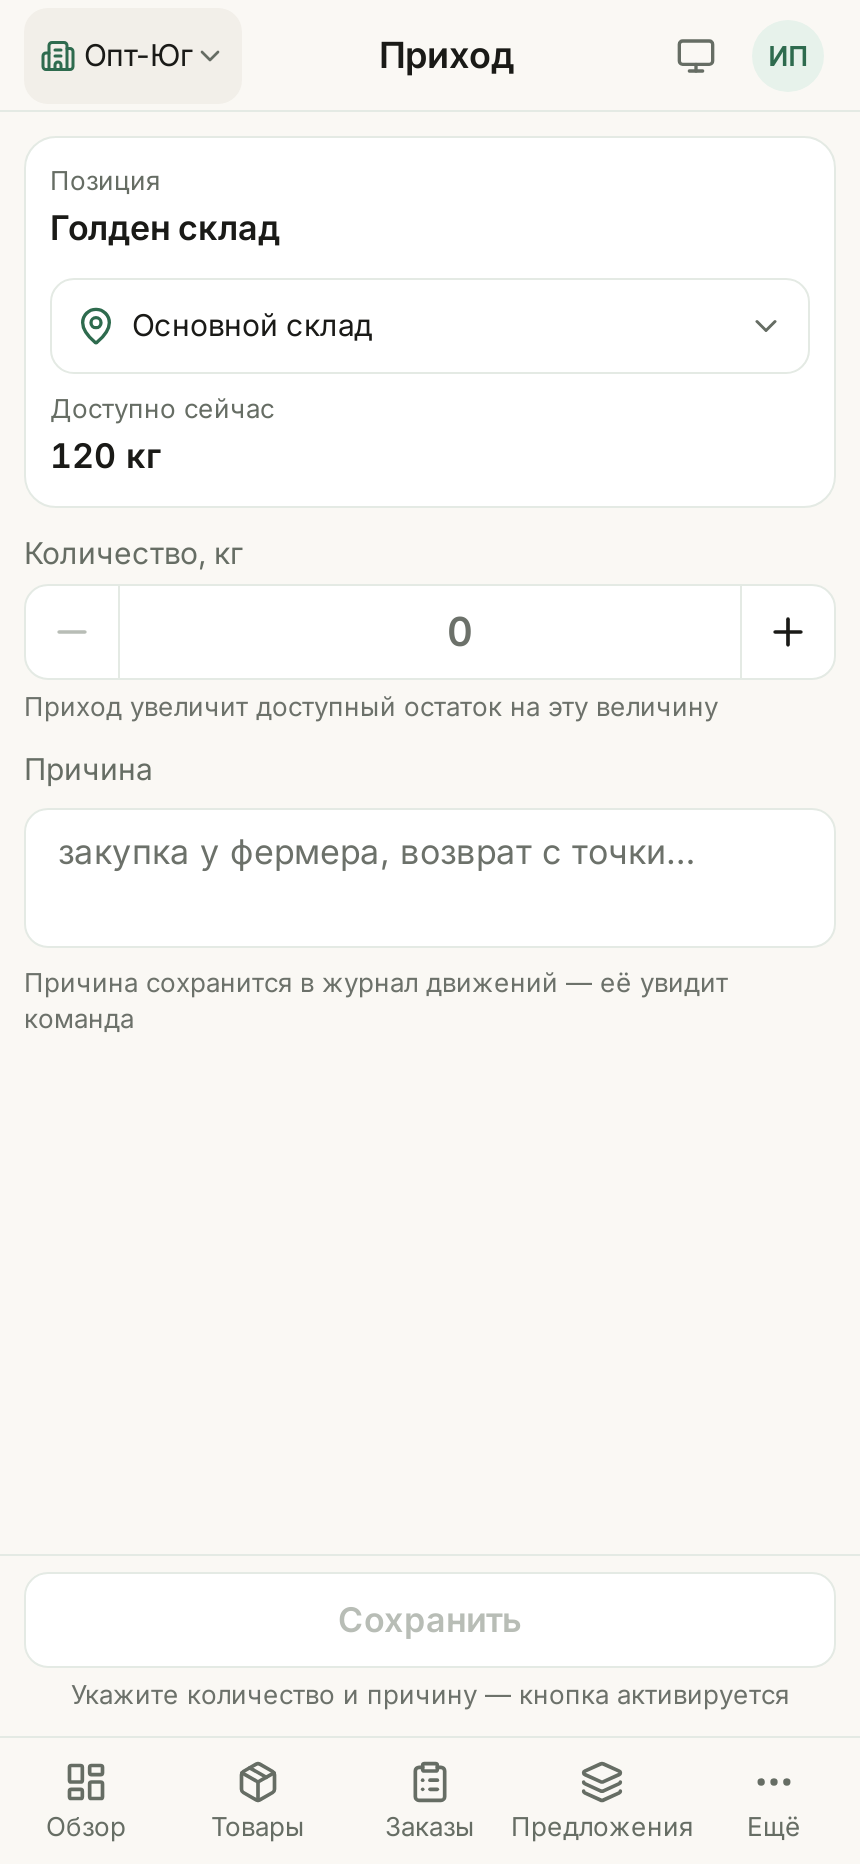 Опт-Юг
Приход
ИП
Позиция
Голден склад
Основной склад
Доступно сейчас
120 кг
Количество, кг
0
Приход увеличит доступный остаток на эту величину
Причина
закупка у фермера, возврат с точки...
Причина сохранится в журнал движений — её увидит
команда
Сохранить
Укажите количество и причину — кнопка активируется
Обзор
Товары
Заказы
Предложения
Ещё